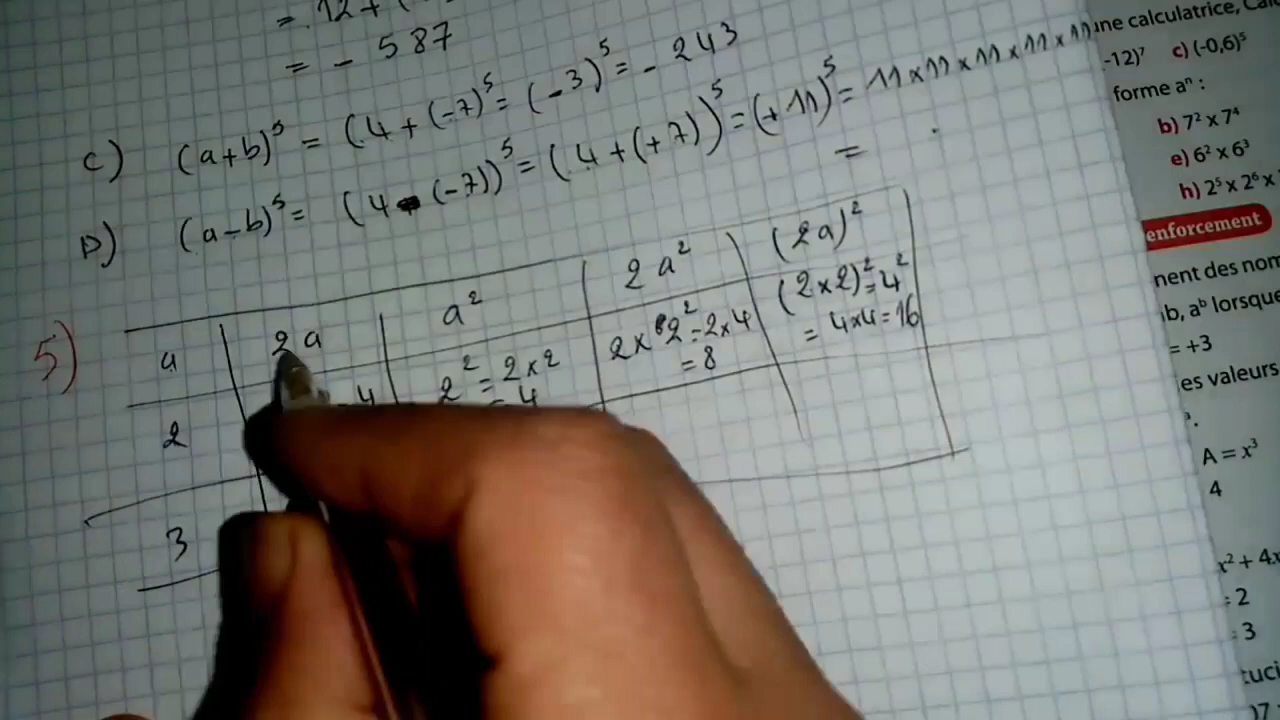 = 12 + (
= - 587
C) (a+b)⁵ = (4 + (-7)⁵ = (-3)⁵ = - 243
D) (a-b)⁵ = (4 - (-7))⁵ = (4 + (+7))⁵ = (+11)⁵ = 11 x 11 x 11 x 11 x 11
=
5)
a 2a a² 2a² (2a)²
2 4 2² = 2x2 2 x 2² = 2x4 (2x2)² = 4²
= 4 = 8 = 4x4 = 16
3
une calculatrice,
-12)⁷ c) (-0,6)⁵
forme aⁿ :
b) 7² x 7⁴
e) 6² x 6³
h) 2⁵ x 2⁶ x
enforcement
nent des nom
b, aᵇ lorsque
= +3
es valeurs
A = x³
4
x² + 4x
= 2
= 3